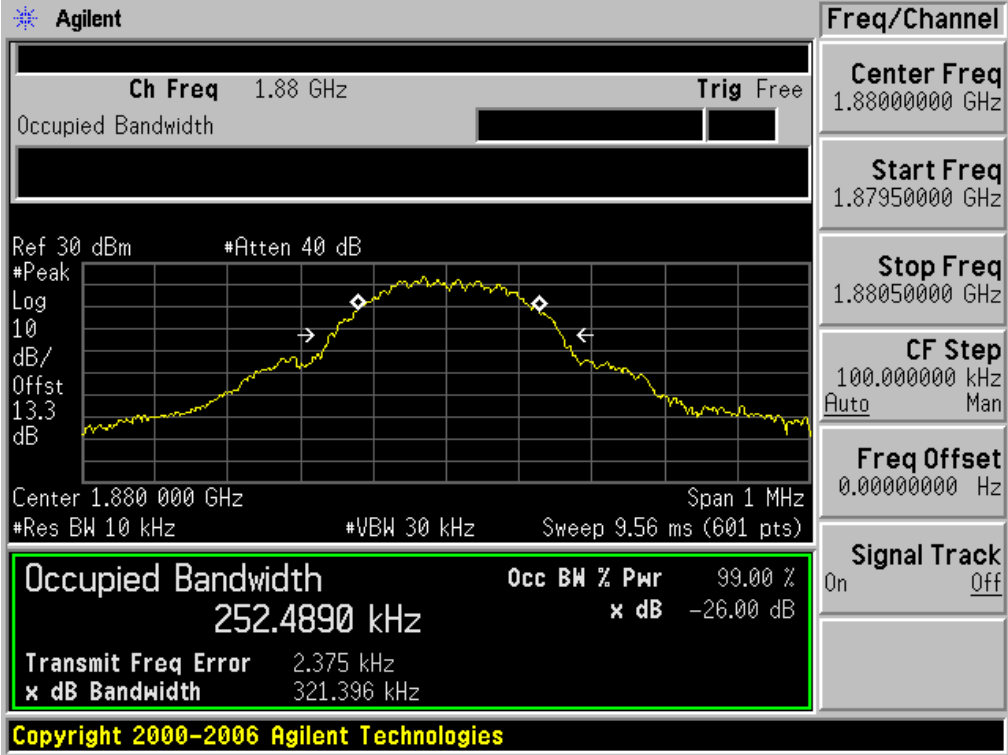 Agilent
Freq/Channel
Ch Freq 1.88 GHz Trig Free
Occupied Bandwidth
Center Freq
1.88000000 GHz
Start Freq
1.87950000 GHz
Stop Freq
1.88050000 GHz
CF Step
100.000000 kHz
Auto Man
Freq Offset
0.00000000 Hz
Signal Track
On Off
Ref 30 dBm #Atten 40 dB
#Peak
Log
10
dB/
Offst
13.3
dB
Center 1.880 000 GHz Span 1 MHz
#Res BW 10 kHz #VBW 30 kHz Sweep 9.56 ms (601 pts)
Occupied Bandwidth
252.4890 kHz
Occ BW % Pwr 99.00 %
x dB -26.00 dB
Transmit Freq Error 2.375 kHz
x dB Bandwidth 321.396 kHz
Copyright 2000-2006 Agilent Technologies